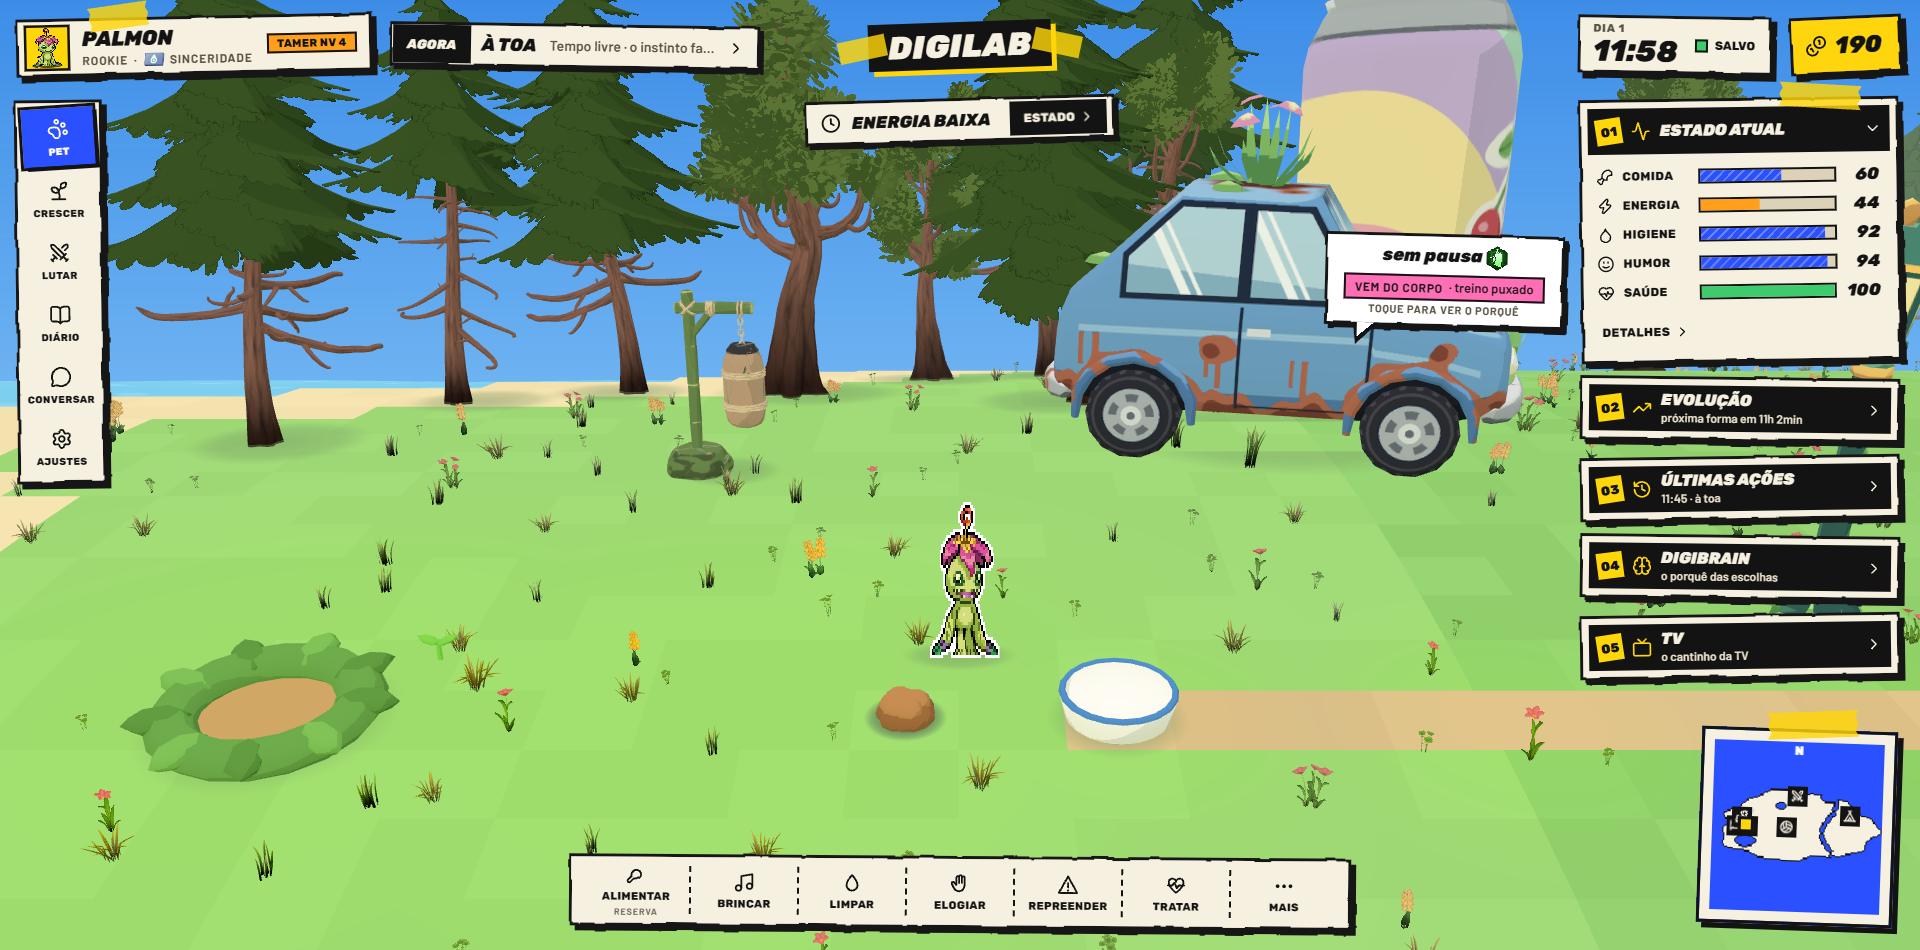 PALMON
ROOKIE · SINCERIDADE
TAMER NV 4
AGORA
À TOA
Tempo livre · o instinto fa...
DIGILAB
DIA 1
11:58
SALVO
190
ENERGIA BAIXA
ESTADO
PET
CRESCER
LUTAR
DIÁRIO
CONVERSAR
AJUSTES
01
ESTADO ATUAL
COMIDA 60
ENERGIA 44
HIGIENE 92
HUMOR 94
SAÚDE 100
DETALHES
sem pausa
VEM DO CORPO · treino puxado
TOQUE PARA VER O PORQUÊ
02
EVOLUÇÃO
próxima forma em 11h 2min
03
ÚLTIMAS AÇÕES
11:45 · à toa
04
DIGIBRAIN
o porquê das escolhas
05
TV
o cantinho da TV
N
ALIMENTAR
RESERVA
BRINCAR
LIMPAR
ELOGIAR
REPREENDER
TRATAR
MAIS